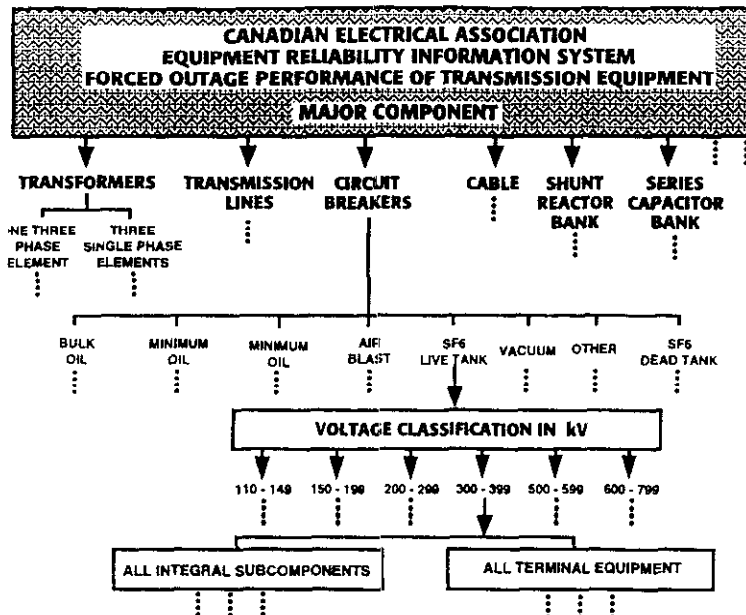 CANADIAN ELECTRICAL ASSOCIATION
EQUIPMENT RELIABILITY INFORMATION SYSTEM
FORCED OUTAGE PERFORMANCE OF TRANSMISSION EQUIPMENT
MAJOR COMPONENT
TRANSFORMERS
NE THREE
PHASE
ELEMENT
THREE
SINGLE PHASE
ELEMENTS
TRANSMISSION
LINES
CIRCUIT
BREAKERS
CABLE
SHUNT
REACTOR
BANK
SERIES
CAPACITOR
BANK
BULK
OIL
MINIMUM
OIL
MINIMUM
OIL
AIR
BLAST
SF6
LIVE TANK
VACUUM
OTHER
SF6
DEAD TANK
VOLTAGE CLASSIFICATION IN kV
110 - 149
150 - 199
200 - 299
300 - 399
500 - 599
600 - 799
ALL INTEGRAL SUBCOMPONENTS
ALL TERMINAL EQUIPMENT